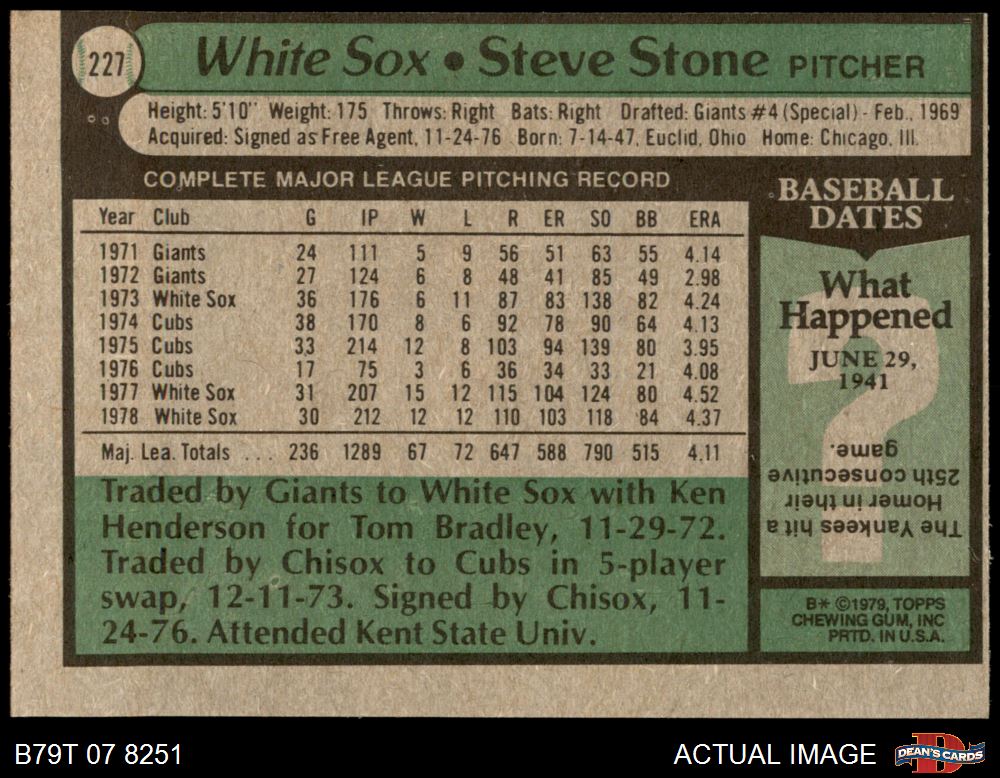 227
White Sox • Steve Stone PITCHER
Height: 5'10" Weight: 175 Throws: Right Bats: Right Drafted: Giants #4 (Special) - Feb., 1969
Acquired: Signed as Free Agent, 11-24-76 Born: 7-14-47, Euclid, Ohio Home: Chicago, Ill.
COMPLETE MAJOR LEAGUE PITCHING RECORD
Year Club G IP W L R ER SO BB ERA
1971 Giants 24 111 5 9 56 51 63 55 4.14
1972 Giants 27 124 6 8 48 41 85 49 2.98
1973 White Sox 36 176 6 11 87 83 138 82 4.24
1974 Cubs 38 170 8 6 92 78 90 64 4.13
1975 Cubs 33 214 12 8 103 94 139 80 3.95
1976 Cubs 17 75 3 6 36 34 33 21 4.08
1977 White Sox 31 207 15 12 115 104 124 80 4.52
1978 White Sox 30 212 12 12 110 103 118 84 4.37
Maj. Lea. Totals ... 236 1289 67 72 647 588 790 515 4.11
Traded by Giants to White Sox with Ken
Henderson for Tom Bradley, 11-29-72.
Traded by Chisox to Cubs in 5-player
swap, 12-11-73. Signed by Chisox, 11-
24-76. Attended Kent State Univ.
BASEBALL
DATES
What
Happened
JUNE 29,
1941
?
The Yankees hit a
Homer in their
25th consecutive
game.
B* ©1979, TOPPS
CHEWING GUM, INC
PRTD. IN U.S.A.
B79T 07 8251
ACTUAL IMAGE
DEAN'S CARDS